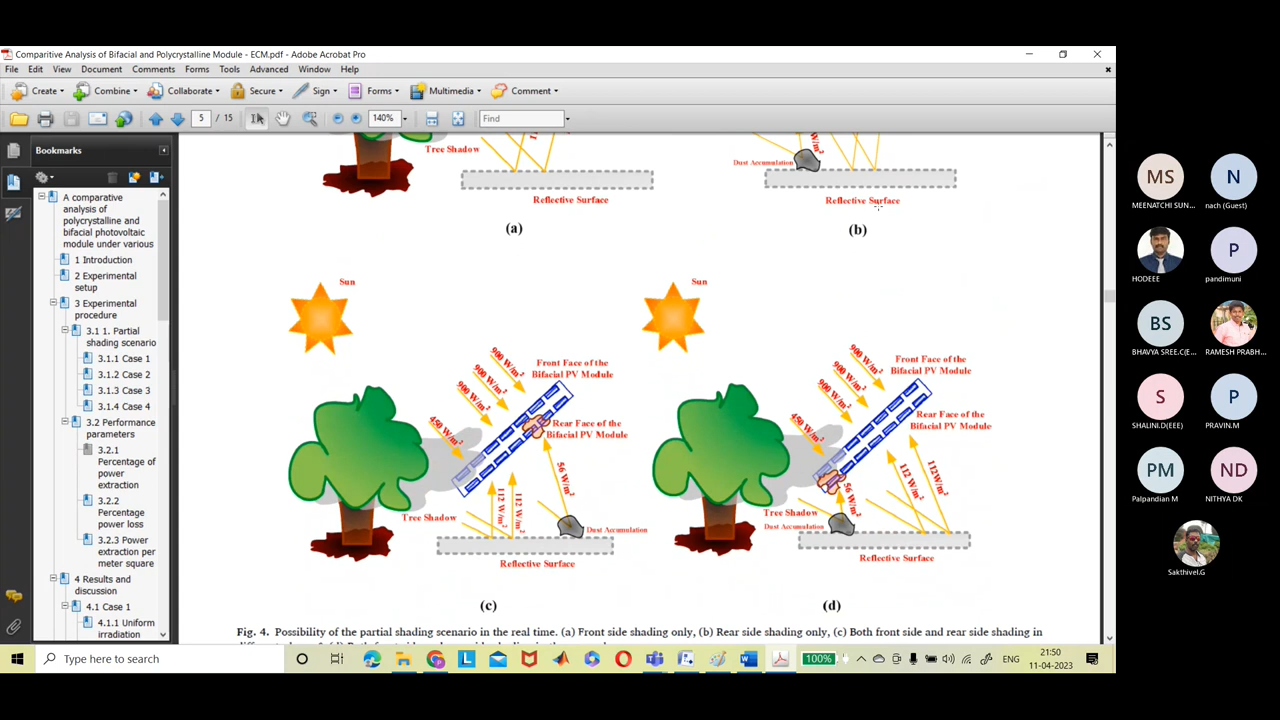 Comparitive Analysis of Bifacial and Polycrystalline Module - ECM.pdf - Adobe Acrobat Pro
File Edit View Document Comments Forms Tools Advanced Window Help
Create Combine Collaborate Secure Sign Forms Multimedia Comment
5 / 15 140% Find
Bookmarks
A comparative
analysis of
polycrystalline and
bifacial photovoltaic
module under various
1 Introduction
2 Experimental
setup
3 Experimental
procedure
3.1 1. Partial
shading scenario
3.1.1 Case 1
3.1.2 Case 2
3.1.3 Case 3
3.1.4 Case 4
3.2 Performance
parameters
3.2.1
Percentage of
power
extraction
3.2.2
Percentage
power loss
3.2.3 Power
extraction per
meter square
4 Results and
discussion
4.1 Case 1
4.1.1 Uniform
irradiation
Tree Shadow
Reflective Surface
(a)
Dust Accumulation
Reflective Surface
(b)
Sun
900 W/m²
900 W/m²
900 W/m²
450 W/m²
Front Face of the
Bifacial PV Module
Rear Face of the
Bifacial PV Module
56 W/m²
112 W/m²
112 W/m²
Tree Shadow
Dust Accumulation
Reflective Surface
(c)
Sun
900 W/m²
900 W/m²
900 W/m²
450 W/m²
Front Face of the
Bifacial PV Module
Rear Face of the
Bifacial PV Module
56 W/m²
112 W/m²
112W/m²
Tree Shadow
Dust Accumulation
Reflective Surface
(d)
Fig. 4. Possibility of the partial shading scenario in the real time. (a) Front side shading only, (b) Rear side shading only, (c) Both front side and rear side shading in
Type here to search
100%
ENG
21:50
11-04-2023
MS
MEENATCHI SUN...
N
nach (Guest)
HODEEE
P
pandimuni
BS
BHAVYA SREE.C(E...
RAMESH PRABH...
S
SHALINI.D(EEE)
P
PRAVIN.M
PM
Palpandian M
ND
NITHYA DK
Sakthivel.G